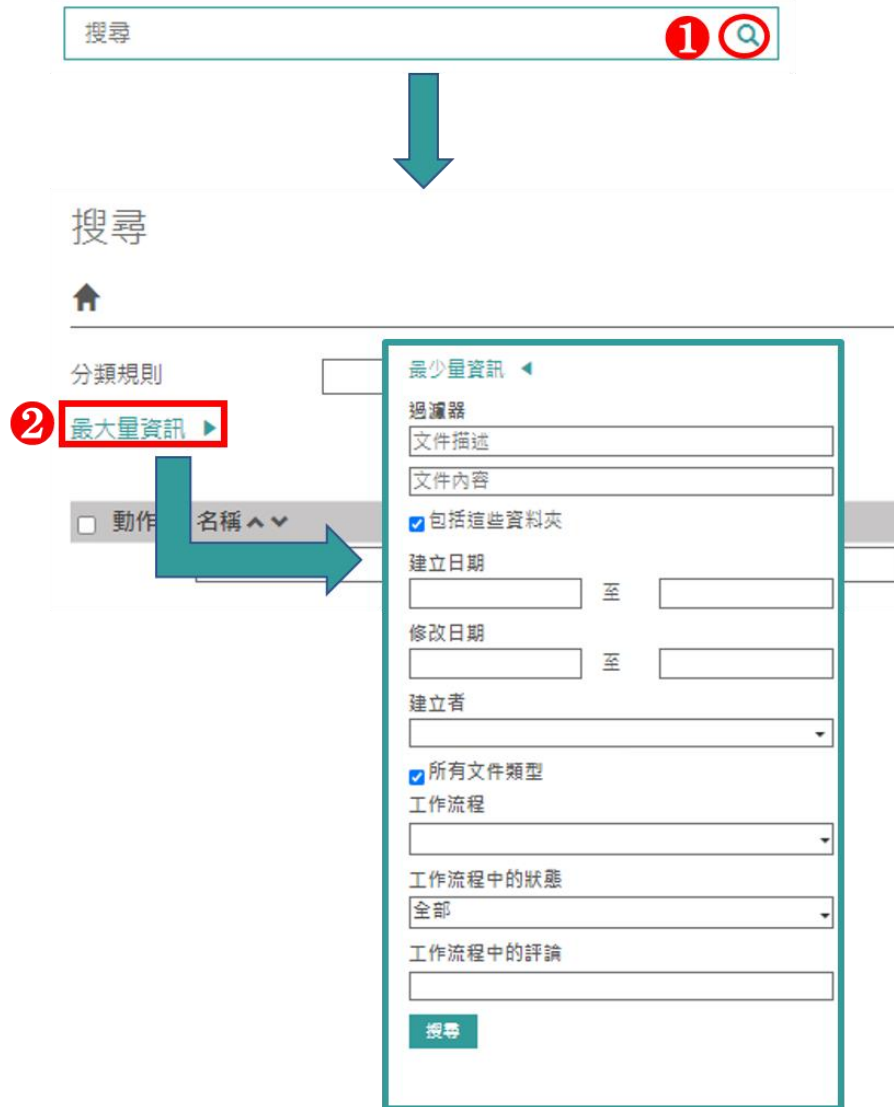 搜尋
1
搜尋
分類規則
2
最大量資訊 ▶
動作 名稱
最少量資訊 ◀
過濾器
文件描述
文件內容
包括這些資料夾
建立日期
至
修改日期
至
建立者
所有文件類型
工作流程
工作流程中的狀態
全部
工作流程中的評論
搜尋